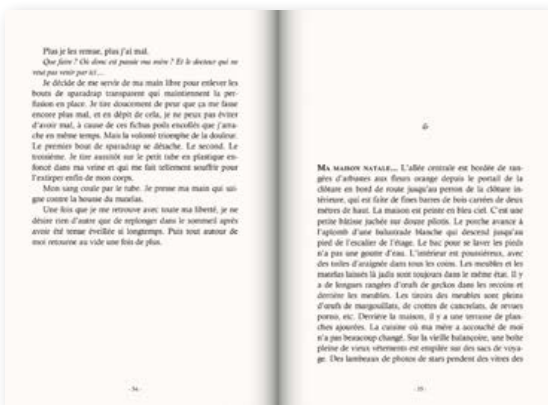 Plus je les remue, plus j'ai mal.
Que faire ? Où donc est passée ma mère ? Et le docteur qui ne
veut pas venir par ici…
Je décide de me servir de ma main libre pour enlever les
bouts de sparadrap transparent qui maintiennent la per-
fusion en place. Je tire doucement de peur que ça me fasse
encore plus mal, et en dépit de cela, je ne peux pas éviter
d'avoir mal, à cause de ces fichus poils encollés que j'arra-
che en même temps. Mais la volonté triomphe de la douleur.
Le premier bout de sparadrap se détache. Le second. Le
troisième. Je tire aussitôt sur le petit tube en plastique en-
foncé dans ma veine et qui me fait tellement souffrir pour
l'extirper enfin de mon corps.
Mon sang coule par le tube. Je presse ma main qui sai-
gne contre la housse du matelas.
Une fois que je me retrouve avec toute ma liberté, je ne
désire rien d'autre que de replonger dans le sommeil après
avoir été tenue éveillée si longtemps. Puis tout autour de
moi retourne au vide une fois de plus.
- 34 -
6
MA MAISON NATALE… L'allée centrale est bordée de ran-
gées d'arbustes aux fleurs orange depuis le portail de la
clôture en bord de route jusqu'au perron de la clôture in-
térieure, qui est faite de fines barres de bois carrées de deux
mètres de haut. La maison est peinte en bleu ciel. C'est une
petite bâtisse juchée sur douze pilotis. Le porche avance à
l'aplomb d'une balustrade blanche qui descend jusqu'au
pied de l'escalier de l'étage. Le bac pour se laver les pieds
n'a pas une goutte d'eau. L'intérieur est poussiéreux, avec
des toiles d'araignée dans tous les coins. Les meubles et les
matelas laissés là jadis sont toujours dans le même état. Il y
a de longues rangées d'œufs de geckos dans les recoins et
derrière les meubles. Les tiroirs des meubles sont pleins
d'œufs de margouillats, de crottes de cancrelats, de revues
porno, etc. Derrière la maison, il y a une terrasse de plan-
ches ajourées. La cuisine où ma mère a accouché de moi
n'a pas beaucoup changé. Sur la vieille balançoire, une boîte
pleine de vieux vêtements est empilée sur des sacs de voya-
ge. Des lambeaux de photos de stars pendent des vitres des
- 35 -